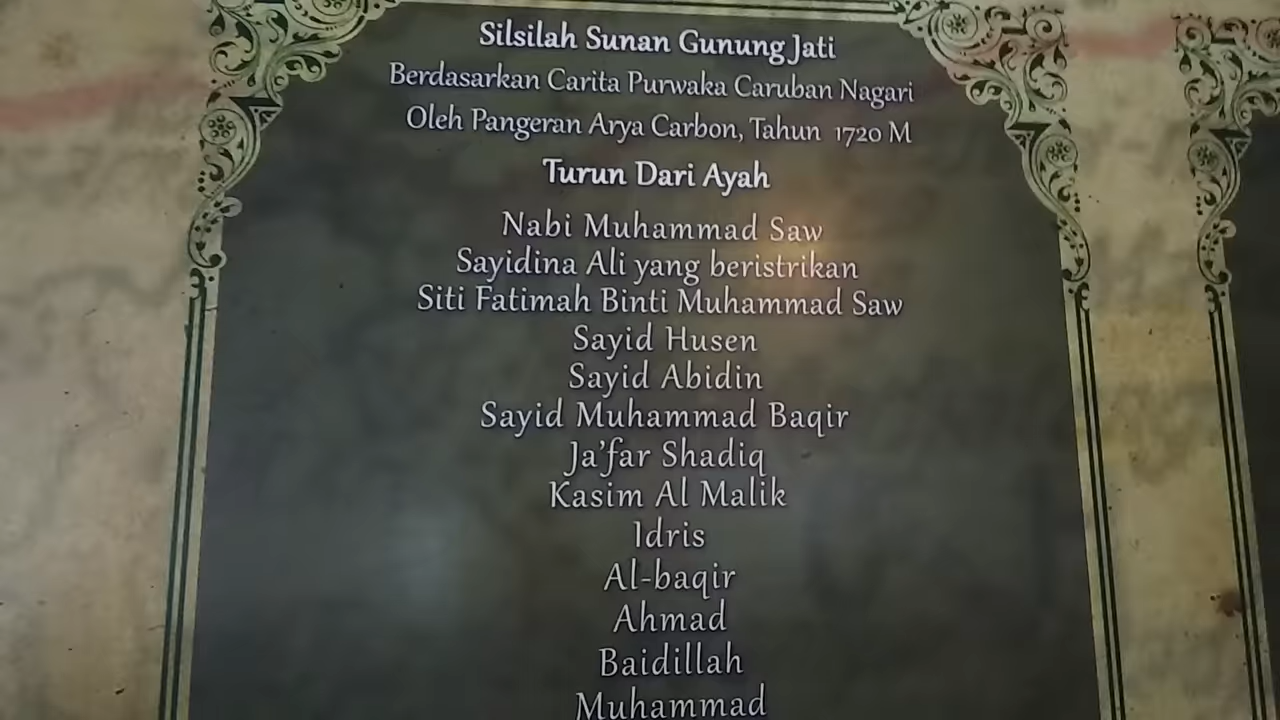 Silsilah Sunan Gunung Jati
Berdasarkan Carita Purwaka Caruban Nagari
Oleh Pangeran Arya Carbon, Tahun 1720 M
Turun Dari Ayah
Nabi Muhammad Saw
Sayidina Ali yang beristrikan
Siti Fatimah Binti Muhammad Saw
Sayid Husen
Sayid Abidin
Sayid Muhammad Baqir
Ja'far Shadiq
Kasim Al Malik
Idris
Al-baqir
Ahmad
Baidillah
Muhammad